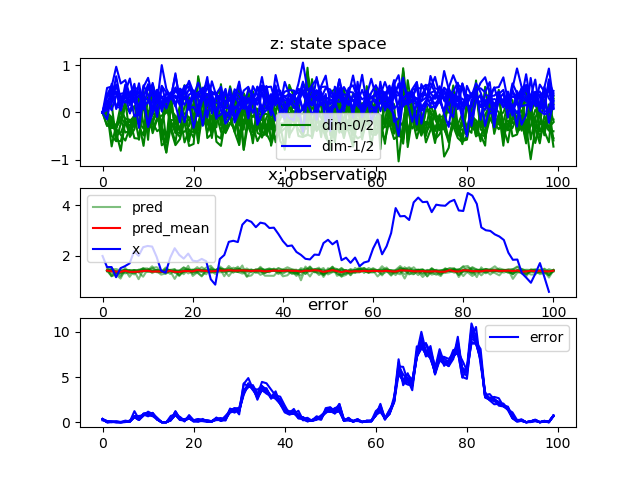 z: state space
1
0
−1
dim-0/2
dim-1/2
0 20 40 60 80 100
x: observation
4
2
pred
pred_mean
x
0 20 40 60 80 100
error
10
5
0
error
0 20 40 60 80 100